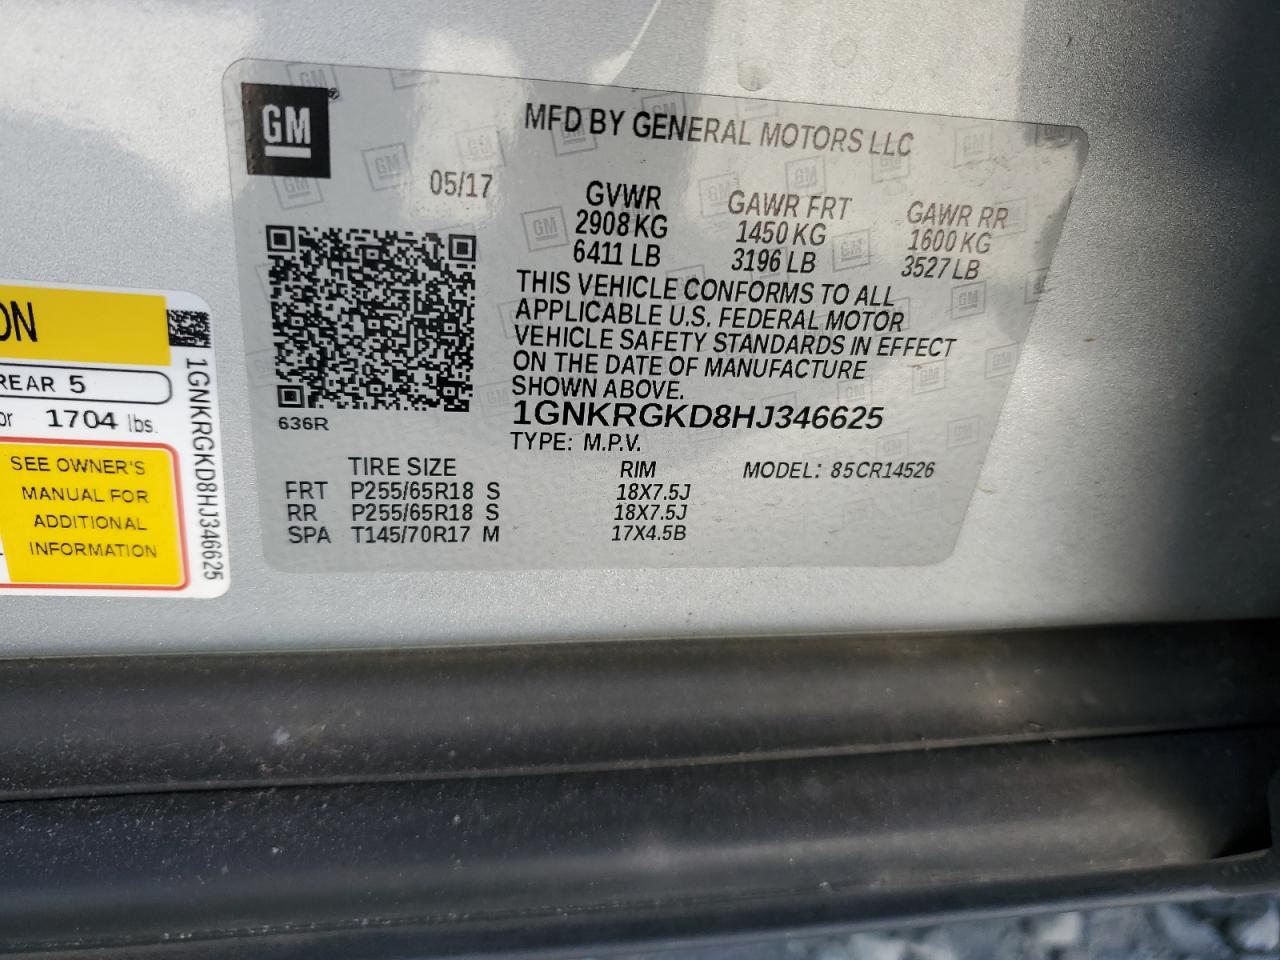 GM
MFD BY GENERAL MOTORS LLC
05/17
GVWR GAWR FRT GAWR RR
2908 KG 1450 KG 1600 KG
6411 LB 3196 LB 3527 LB
THIS VEHICLE CONFORMS TO ALL
APPLICABLE U.S. FEDERAL MOTOR
VEHICLE SAFETY STANDARDS IN EFFECT
ON THE DATE OF MANUFACTURE
SHOWN ABOVE.
636R
1GNKRGKD8HJ346625
TYPE: M.P.V.
TIRE SIZE RIM MODEL: 85CR14526
FRT P255/65R18 S 18X7.5J
RR P255/65R18 S 18X7.5J
SPA T145/70R17 M 17X4.5B
ON
REAR 5
or 1704 lbs.
SEE OWNER'S
MANUAL FOR
ADDITIONAL
INFORMATION
1GNKRGKD8HJ346625